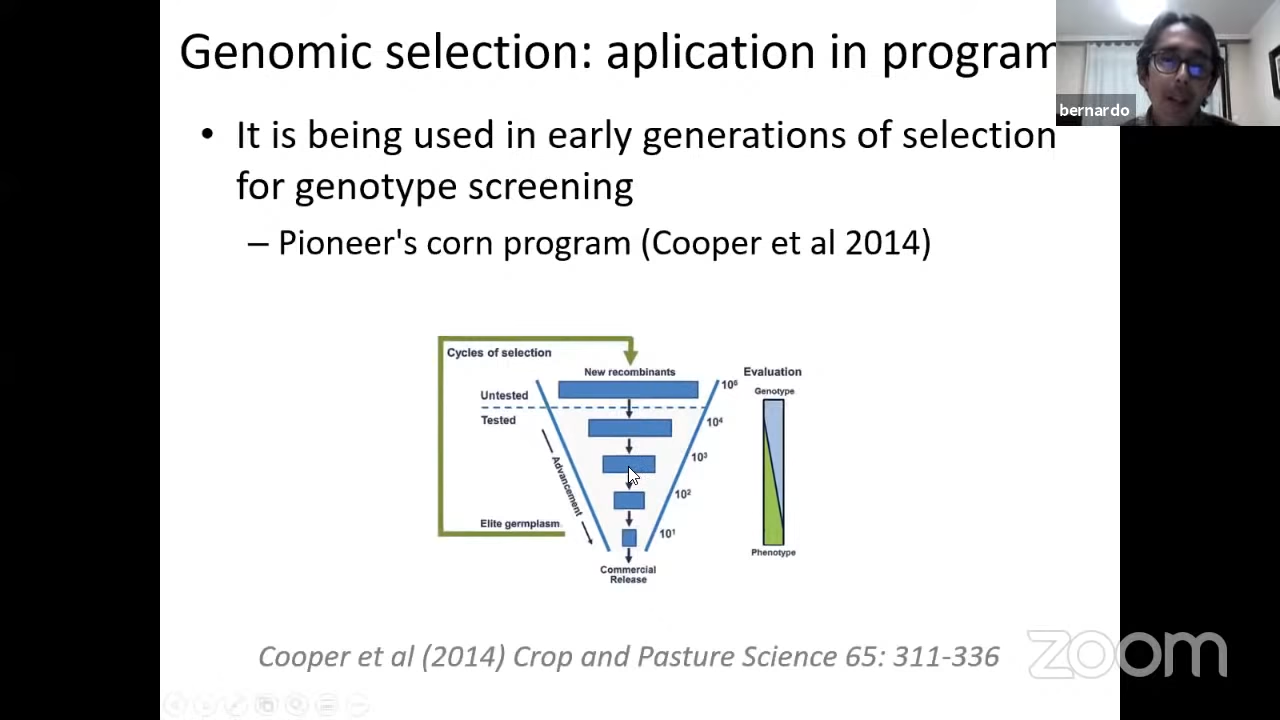 Genomic selection: aplication in program
bernardo
• It is being used in early generations of selection
for genotype screening
– Pioneer's corn program (Cooper et al 2014)
Cycles of selection
New recombinants
Evaluation
Genotype
Untested
Tested
Advancement
Elite germplasm
10⁶
10⁴
10³
10²
10¹
Phenotype
Commercial
Release
Cooper et al (2014) Crop and Pasture Science 65: 311-336
zoom